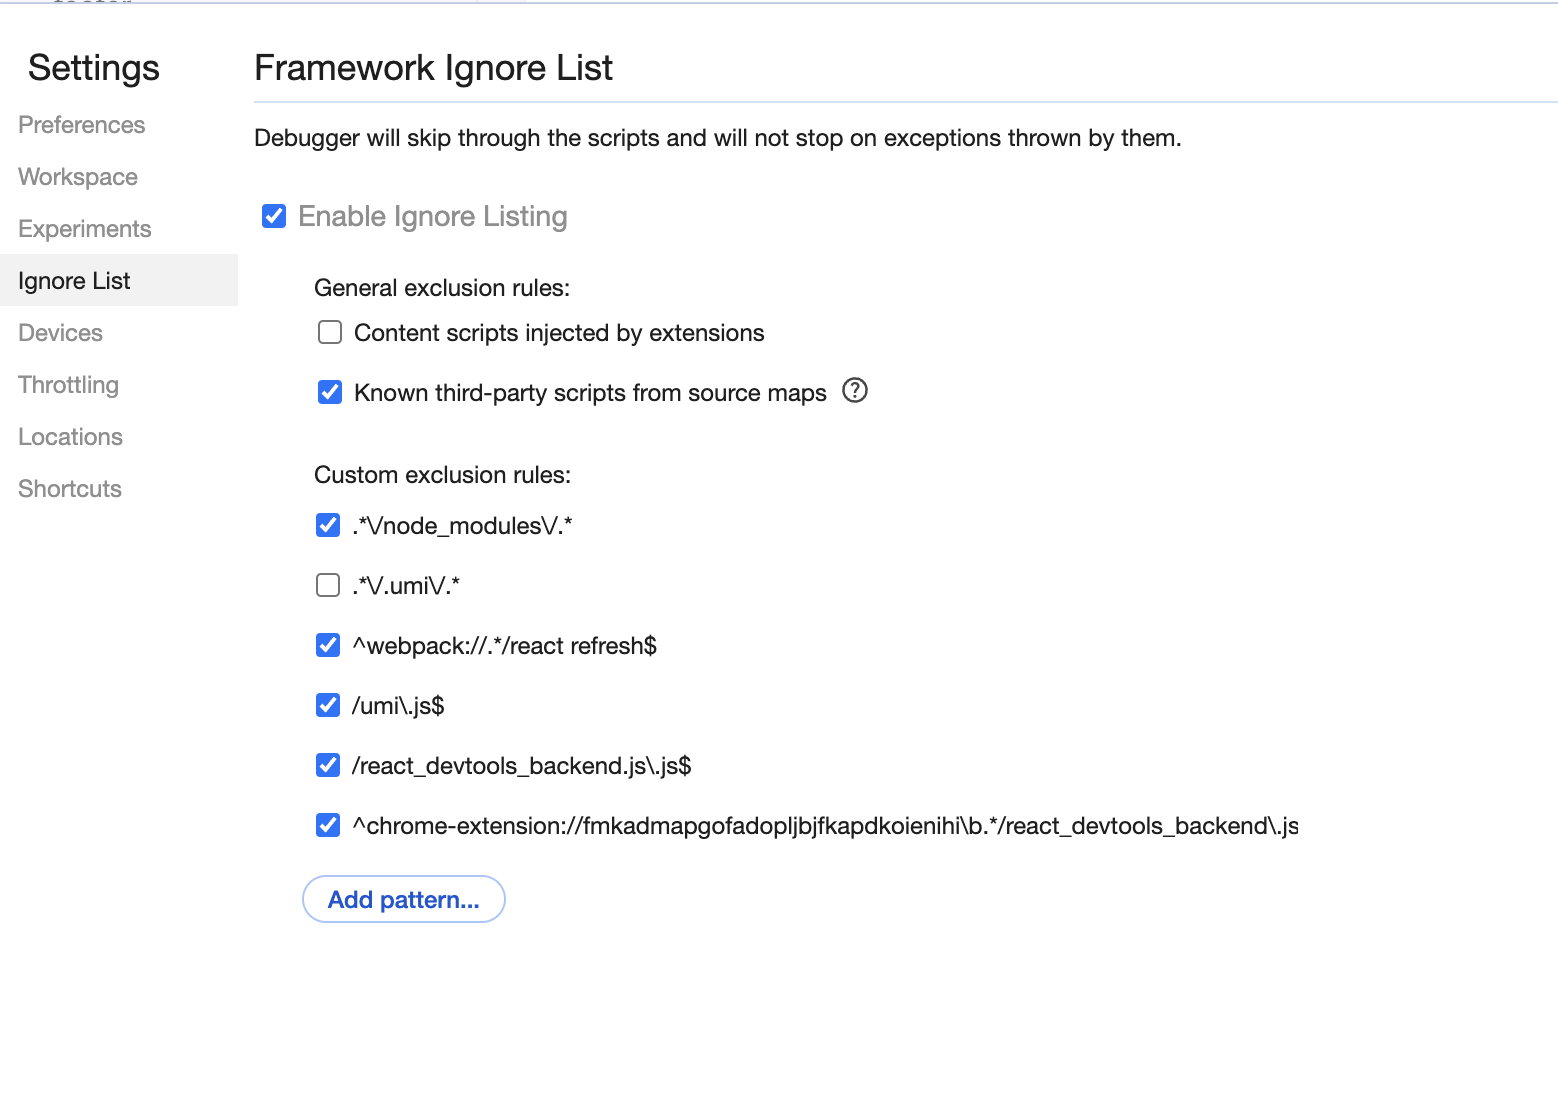 Settings
Preferences
Workspace
Experiments
Ignore List
Devices
Throttling
Locations
Shortcuts
Framework Ignore List
Debugger will skip through the scripts and will not stop on exceptions thrown by them.
Enable Ignore Listing
General exclusion rules:
Content scripts injected by extensions
Known third-party scripts from source maps
Custom exclusion rules:
.*\/node_modules\/.*
.*\/.umi\/.*
^webpack://.*/react refresh$
/umi\.js$
/react_devtools_backend.js\.js$
^chrome-extension://fmkadmapgofadopljbjfkapdkoienihi\b.*/react_devtools_backend\.js
Add pattern...